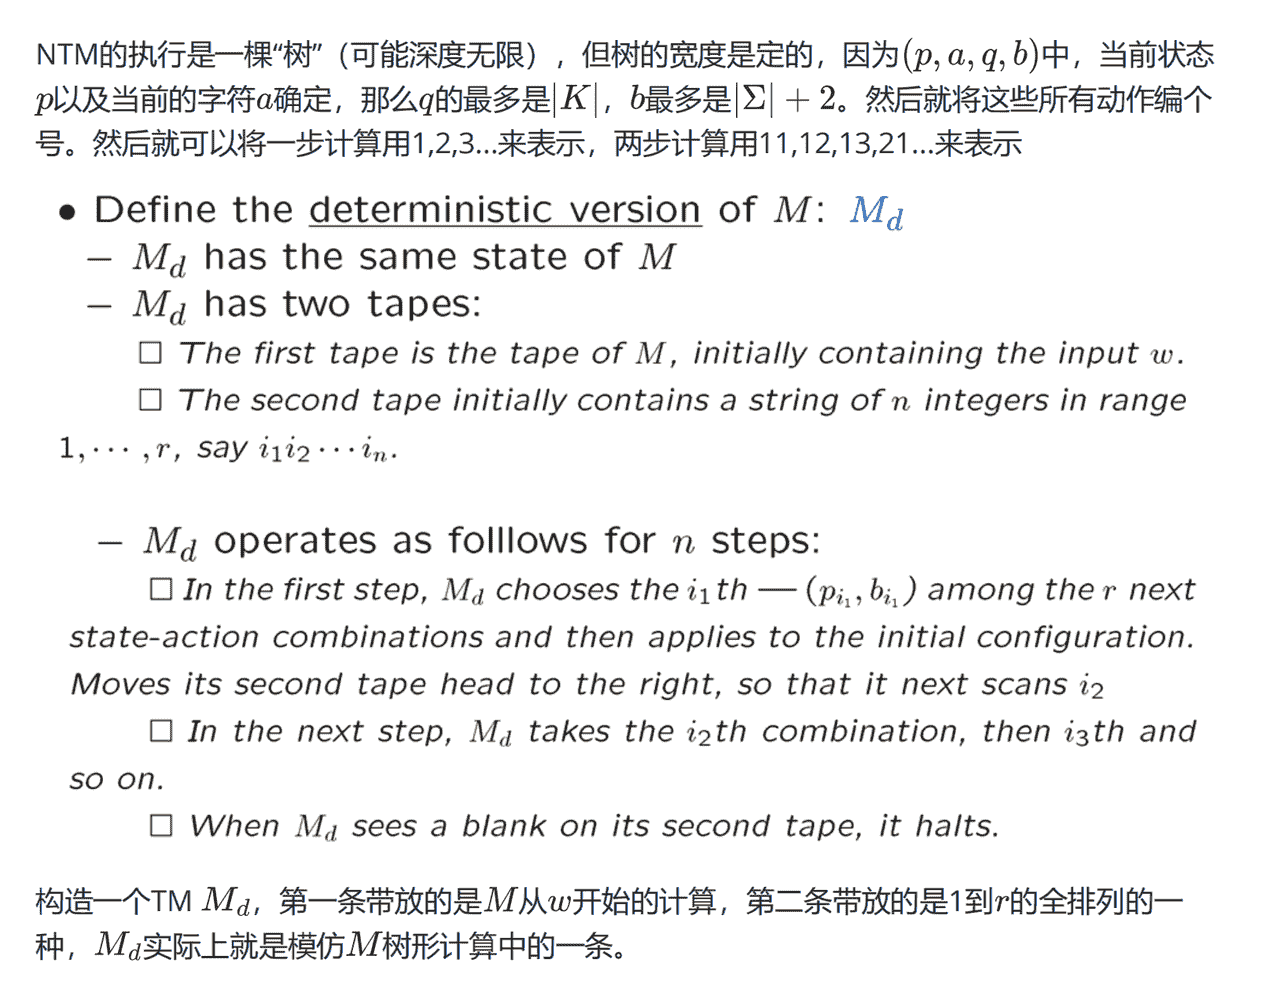 NTM的执行是一棵“树”（可能深度无限），但树的宽度是定的，因为(p, a, q, b)中，当前状态
p以及当前的字符a确定，那么q的最多是|K|，b最多是|Σ| + 2。然后就将这些所有动作编个
号。然后就可以将一步计算用1,2,3...来表示，两步计算用11,12,13,21...来表示
• Define the deterministic version of M: M_d
– M_d has the same state of M
– M_d has two tapes:
□ The first tape is the tape of M, initially containing the input w.
□ The second tape initially contains a string of n integers in range
1, ··· , r, say i_1i_2 ··· i_n.
– M_d operates as folllows for n steps:
□ In the first step, M_d chooses the i_1th — (p_{i_1}, b_{i_1}) among the r next
state-action combinations and then applies to the initial configuration.
Moves its second tape head to the right, so that it next scans i_2
□ In the next step, M_d takes the i_2th combination, then i_3th and
so on.
□ When M_d sees a blank on its second tape, it halts.
构造一个TM M_d，第一条带放的是M从w开始的计算，第二条带放的是1到r的全排列的一
种，M_d实际上就是模仿M树形计算中的一条。